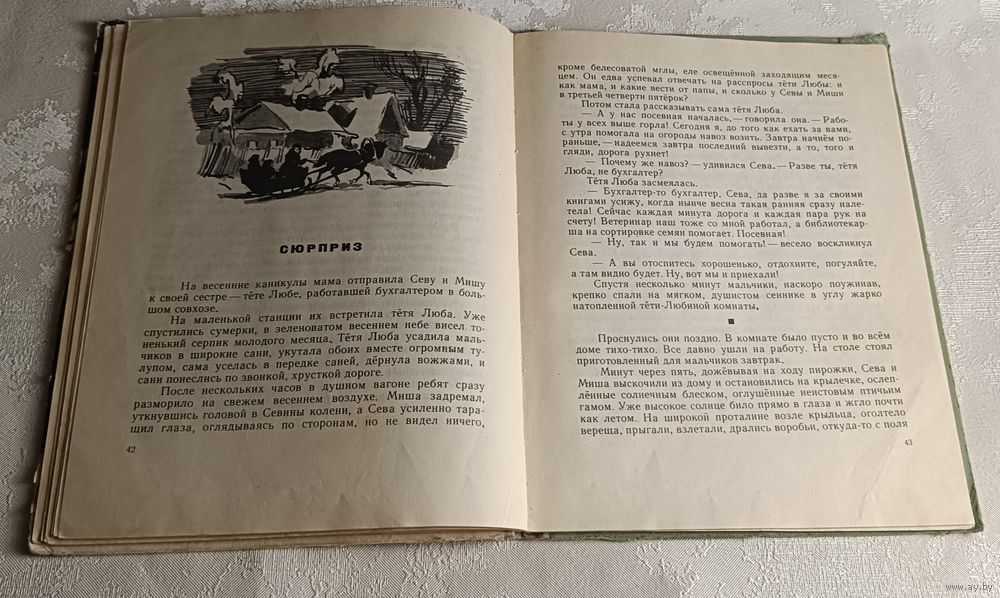 СЮРПРИЗ
На весенние каникулы мама отправила Севу и Мишу
к своей сестре — тёте Любе, работавшей бухгалтером в боль-
шом совхозе.
На маленькой станции их встретила тётя Люба. Уже
спустились сумерки, в зеленоватом весеннем небе висел то-
ненький серпик молодого месяца. Тётя Люба усадила маль-
чиков в широкие сани, укутала обоих вместе огромным ту-
лупом, сама уселась в передке саней, дёрнула вожжами, и
сани понеслись по звонкой, хрусткой дороге.
После нескольких часов в душном вагоне ребят сразу
разморило на свежем весеннем воздухе. Миша задремал,
уткнувшись головой в Севины колени, а Сева усиленно тара-
щил глаза, оглядываясь по сторонам, но не видел ничего,
42
кроме белесоватой мглы, еле освещённой заходящим меся-
цем. Он едва успевал отвечать на расспросы тёти Любы: и
как мама, и какие вести от папы, и сколько у Севы и Миши
в третьей четверти пятёрок?
Потом стала рассказывать сама тётя Люба.
— А у нас посевная началась, — говорила она. — Рабо-
ты у всех выше горла! Сегодня я, до того как ехать за вами,
с утра помогала на огороды навоз возить. Завтра начнём по-
раньше, — надеемся завтра последний вывезти, а то, того и
гляди, дорога рухнет!
— Почему же навоз? — удивился Сева. — Разве ты, тётя
Люба, не бухгалтер?
Тётя Люба засмеялась.
— Бухгалтер-то бухгалтер, Сева, да разве я за своими
книгами усижу, когда нынче весна такая ранняя сразу нале-
тела! Сейчас каждая минута дорога и каждая пара рук на
счету! Ветеринар наш тоже со мной работал, а библиотекар-
ша на сортировке семян помогает. Посевная!
— Ну, так и мы будем помогать! — весело воскликнул
Сева.
— А вы отоспитесь хорошенько, отдохните, погуляйте,
а там видно будет. Ну, вот мы и приехали!
Спустя несколько минут мальчики, наскоро поужинав,
крепко спали на мягком, душистом сеннике в углу жарко
натопленной тёти-Любиной комнаты.
Проснулись они поздно. В комнате было пусто и во всём
доме тихо-тихо. Все давно ушли на работу. На столе стоял
приготовленный для мальчиков завтрак.
Минут через пять, дожёвывая на ходу пирожки, Сева и
Миша выскочили из дому и остановились на крылечке, ослеп-
лённые солнечным блеском, оглушённые неистовым птичьим
гамом. Уже высокое солнце било прямо в глаза и жгло почти
как летом. На широкой проталине возле крыльца, оголтело
вереща, прыгали, взлетали, дрались воробьи, откуда-то с поля
43
www.ay.by